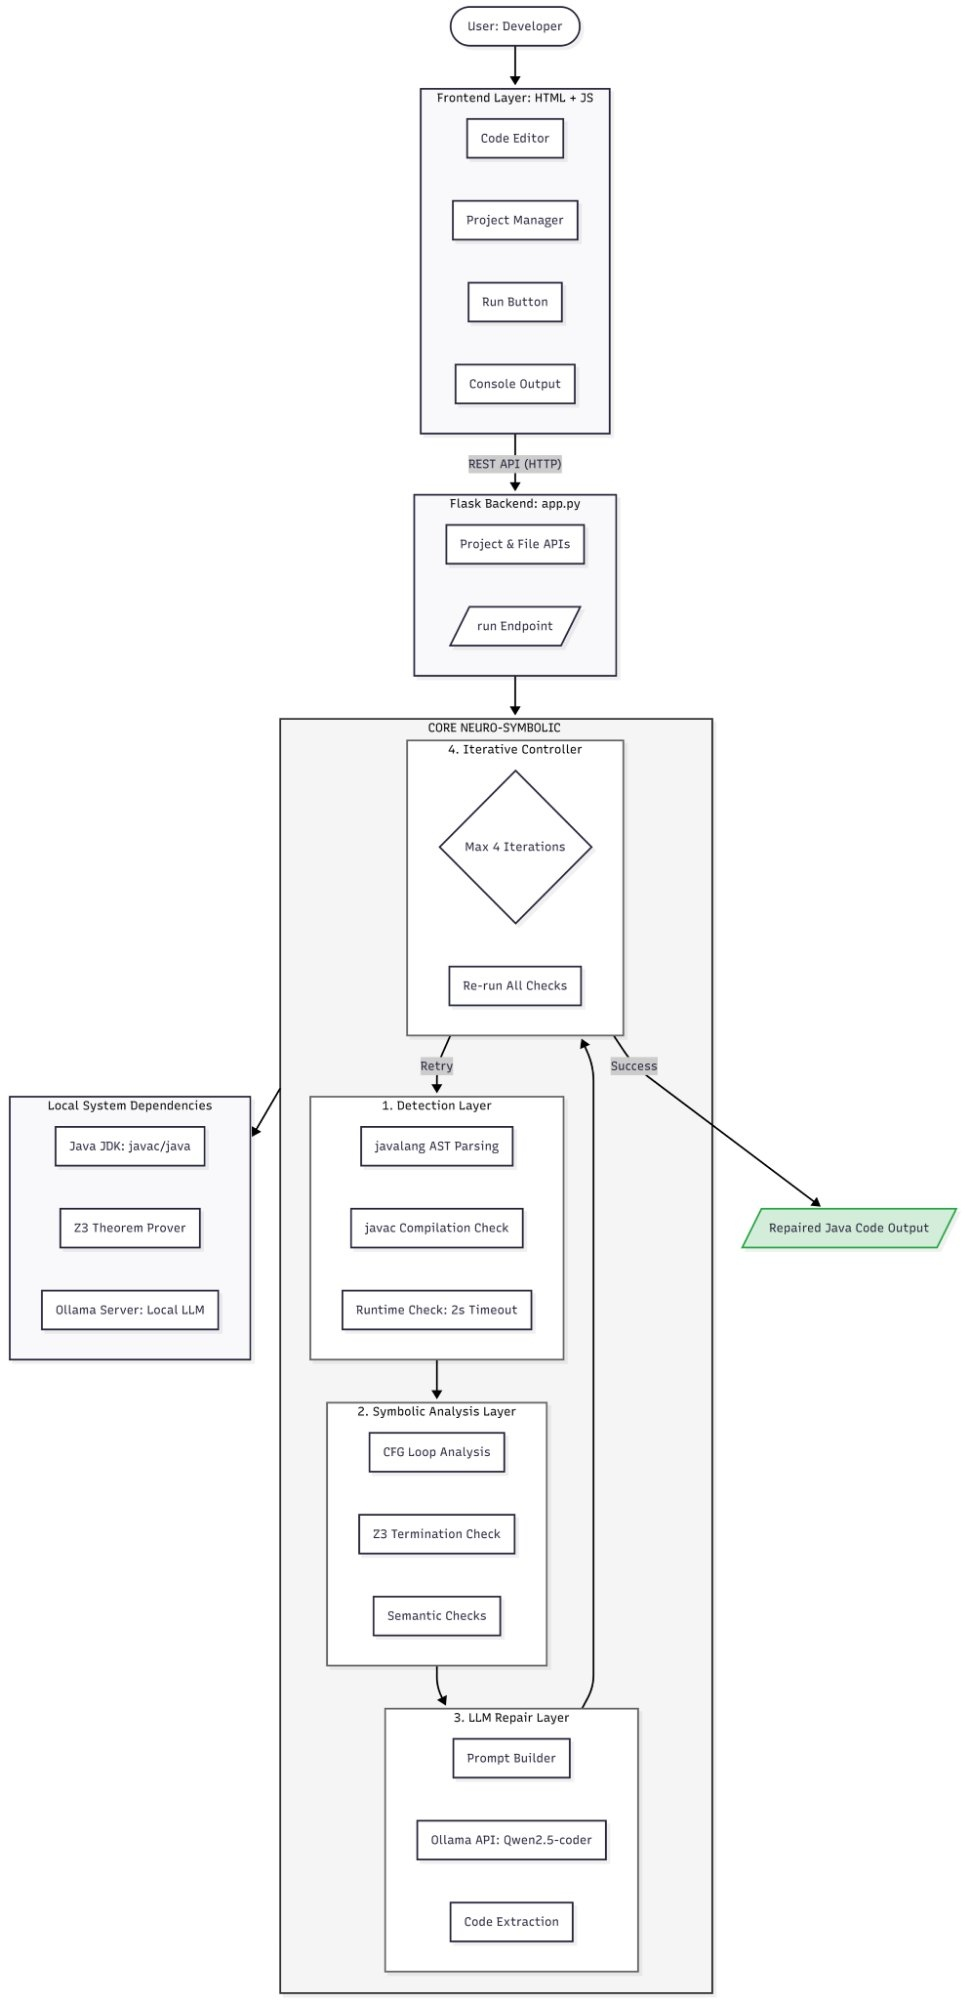 User: Developer
Frontend Layer: HTML + JS
Code Editor
Project Manager
Run Button
Console Output
REST API (HTTP)
Flask Backend: app.py
Project & File APIs
run Endpoint
CORE NEURO-SYMBOLIC
4. Iterative Controller
Max 4 Iterations
Re-run All Checks
Retry
Success
Local System Dependencies
Java JDK: javac/java
Z3 Theorem Prover
Ollama Server: Local LLM
1. Detection Layer
javalang AST Parsing
javac Compilation Check
Runtime Check: 2s Timeout
Repaired Java Code Output
2. Symbolic Analysis Layer
CFG Loop Analysis
Z3 Termination Check
Semantic Checks
3. LLM Repair Layer
Prompt Builder
Ollama API: Qwen2.5-coder
Code Extraction